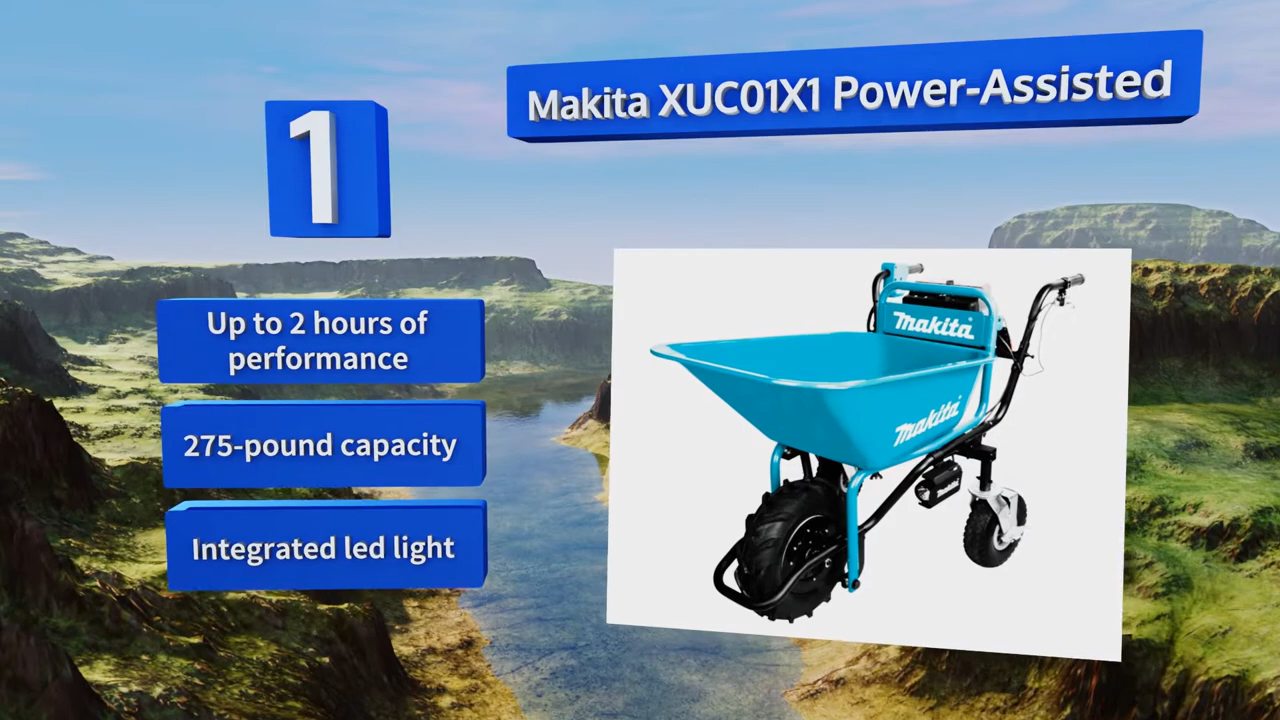 1
Makita XUC01X1 Power-Assisted
Up to 2 hours of
performance
275-pound capacity
Integrated led light
makita
makita
makita